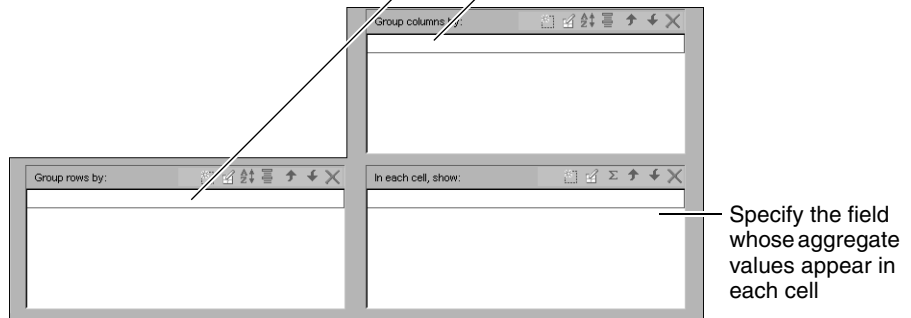 Group columns by:
Group rows by:
In each cell, show:
Specify the field
whose aggregate
values appear in
each cell